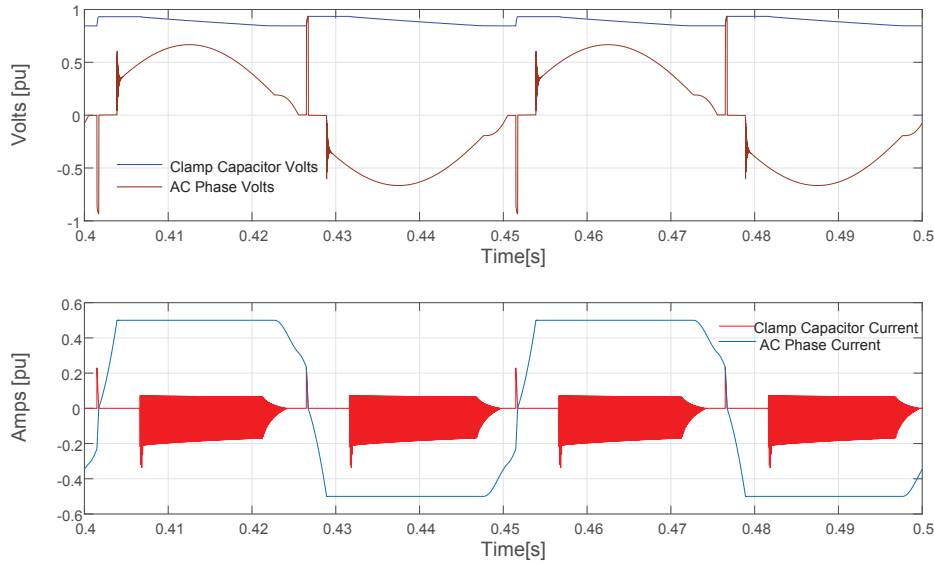 Volts [pu]
1
0.5
0
-0.5
-1
Clamp Capacitor Volts
AC Phase Volts
0.4 0.41 0.42 0.43 0.44 0.45 0.46 0.47 0.48 0.49 0.5
Time[s]
Amps [pu]
0.6
0.4
0.2
0
-0.2
-0.4
-0.6
Clamp Capacitor Current
AC Phase Current
0.4 0.41 0.42 0.43 0.44 0.45 0.46 0.47 0.48 0.49 0.5
Time[s]